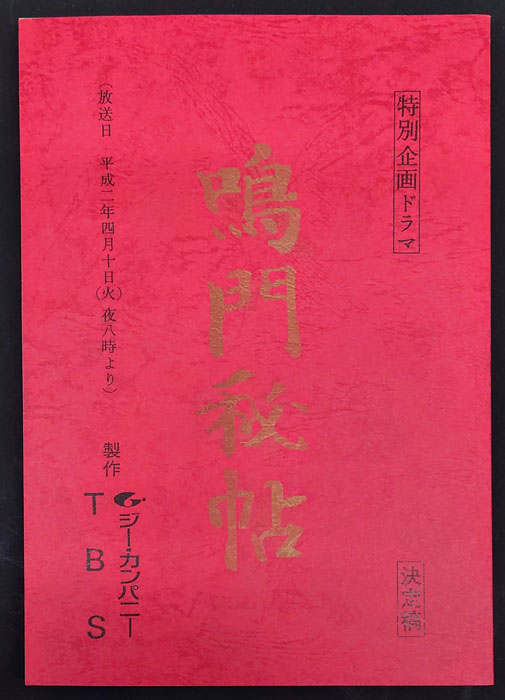 特別企画ドラマ
決定稿
鳴門秘帖
(放送日 平成二年四月十日(火)夜八時より)
製作
ジー・カンパニー
TBS